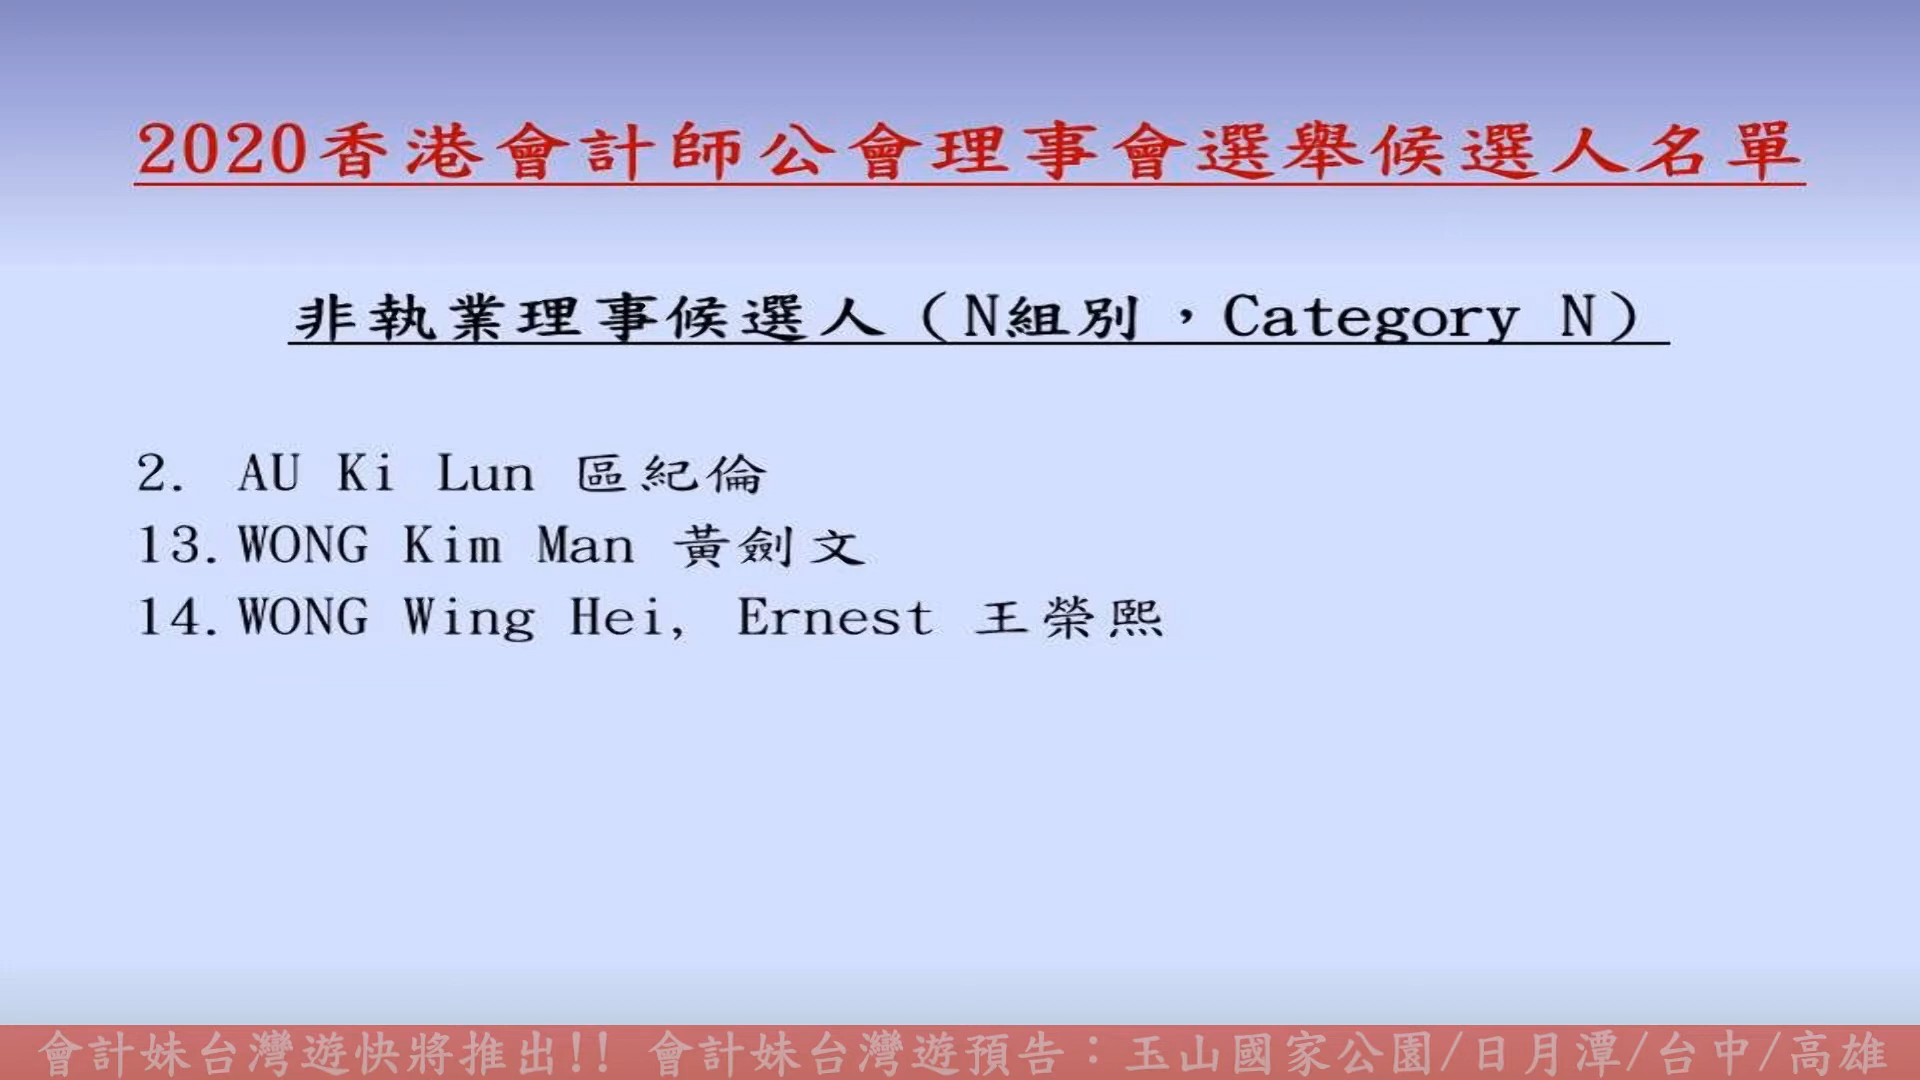 2020香港會計師公會理事會選舉候選人名單
非執業理事候選人（N組別，Category N）
2. AU Ki Lun 區紀倫
13. WONG Kim Man 黃劍文
14. WONG Wing Hei, Ernest 王榮熙
會計妹台灣遊快將推出!! 會計妹台灣遊預告：玉山國家公園/日月潭/台中/高雄